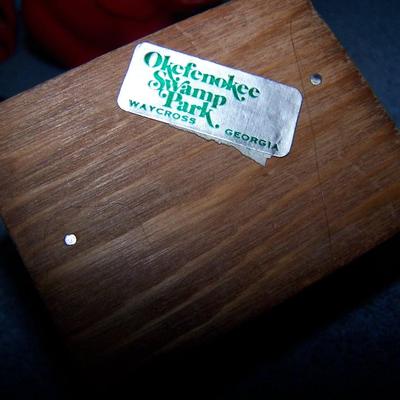 Okefenokee
Swamp
Park
WAYCROSS
GEORGIA